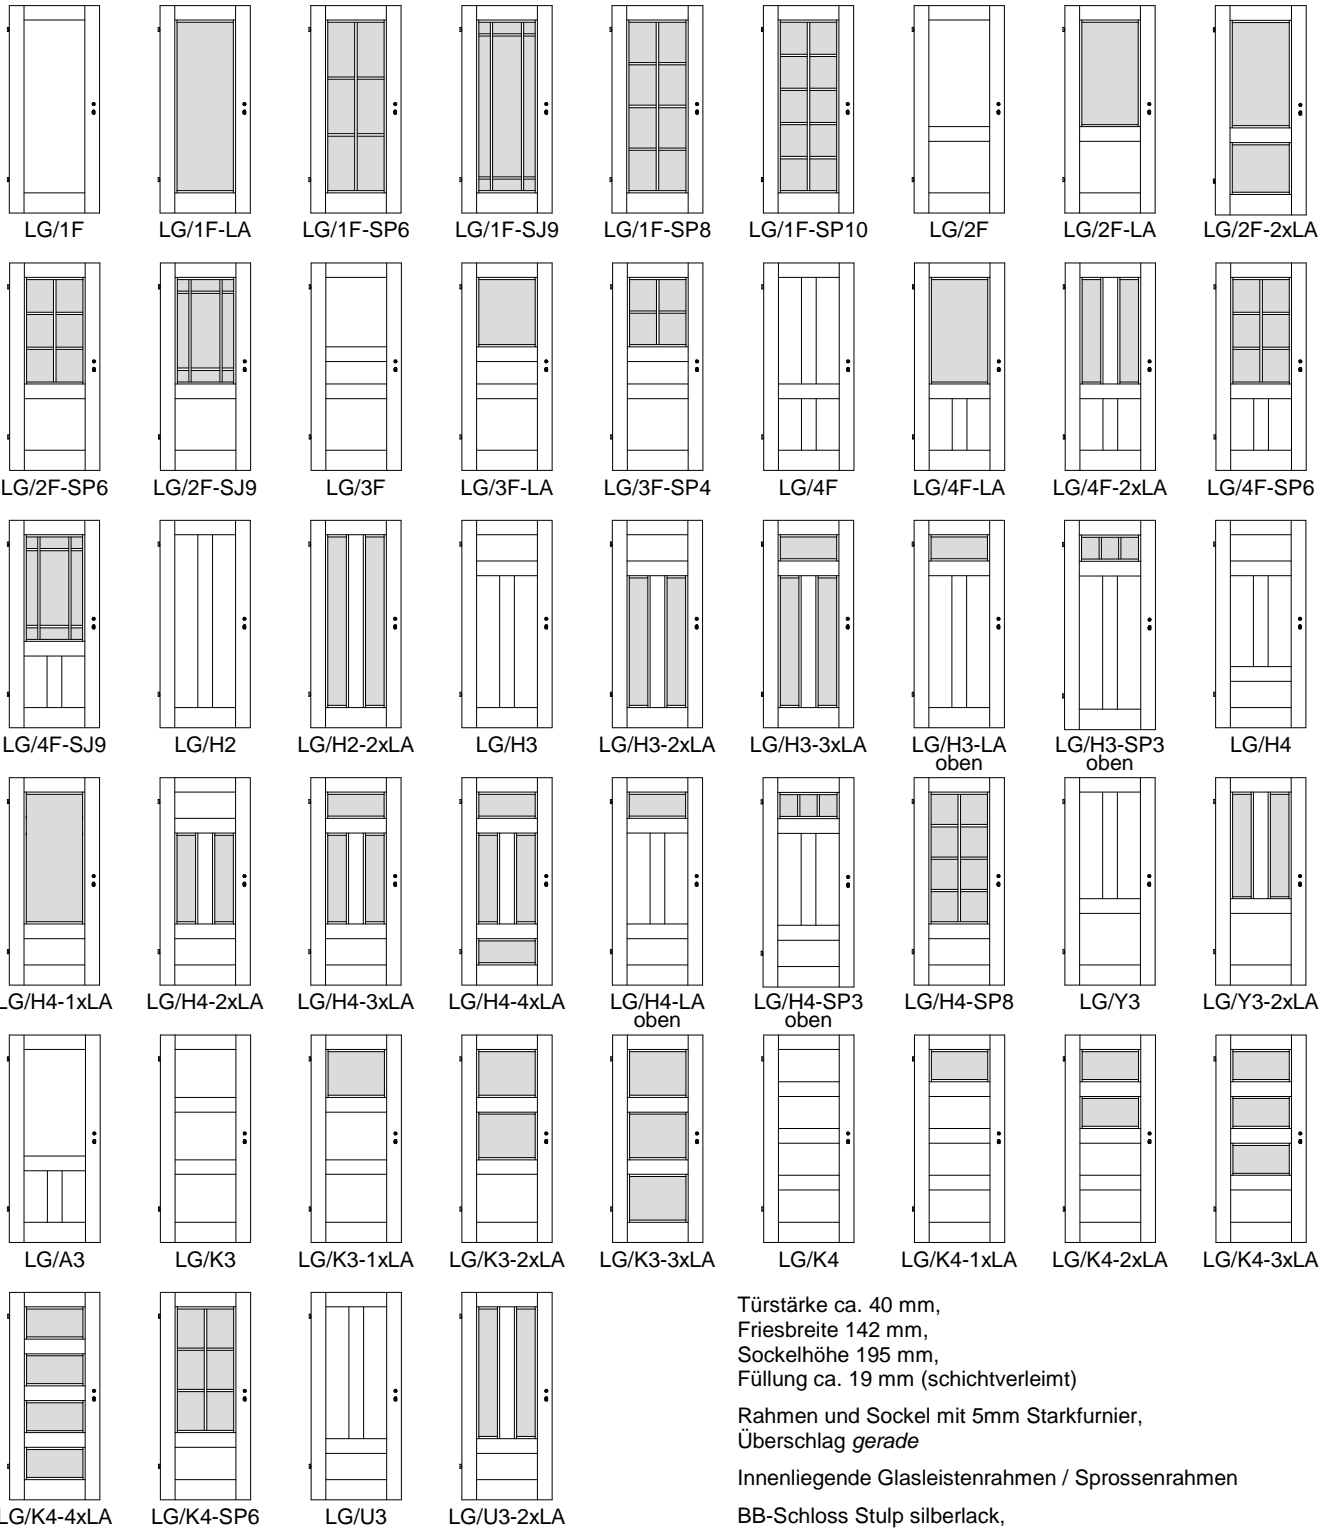 LG/1F LG/1F-LA LG/1F-SP6 LG/1F-SJ9 LG/1F-SP8 LG/1F-SP10 LG/2F LG/2F-LA LG/2F-2xLA
LG/2F-SP6 LG/2F-SJ9 LG/3F LG/3F-LA LG/3F-SP4 LG/4F LG/4F-LA LG/4F-2xLA LG/4F-SP6
LG/4F-SJ9 LG/H2 LG/H2-2xLA LG/H3 LG/H3-2xLA LG/H3-3xLA LG/H3-LA LG/H3-SP3 LG/H4
oben oben
LG/H4-1xLA LG/H4-2xLA LG/H4-3xLA LG/H4-4xLA LG/H4-LA LG/H4-SP3 LG/H4-SP8 LG/Y3 LG/Y3-2xLA
oben oben
LG/A3 LG/K3 LG/K3-1xLA LG/K3-2xLA LG/K3-3xLA LG/K4 LG/K4-1xLA LG/K4-2xLA LG/K4-3xLA
LG/K4-4xLA LG/K4-SP6 LG/U3 LG/U3-2xLA
Türstärke ca. 40 mm,
Friesbreite 142 mm,
Sockelhöhe 195 mm,
Füllung ca. 19 mm (schichtverleimt)
Rahmen und Sockel mit 5mm Starkfurnier,
Überschlag gerade
Innenliegende Glasleistenrahmen / Sprossenrahmen
BB-Schloss Stulp silberlack,